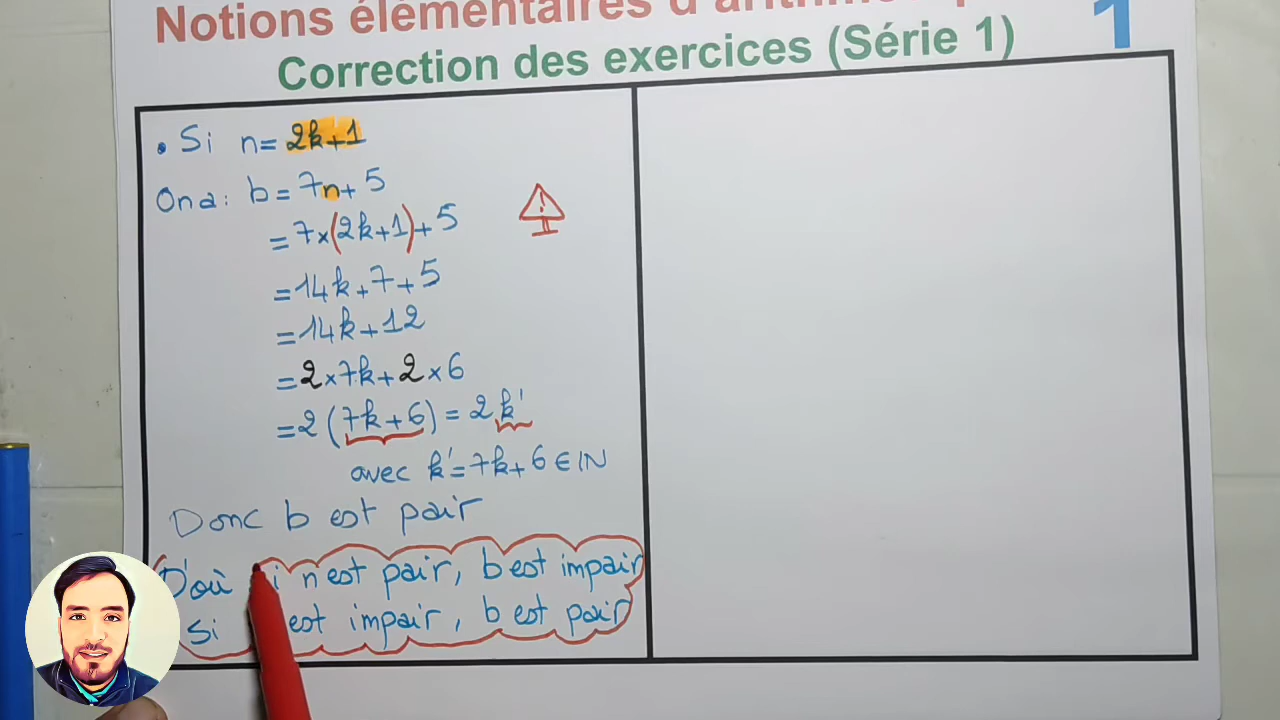 Notions élémentaires d'
Correction des exercices (Série 1)
1
• Si n = 2k+1
On a: b = 7n + 5
= 7×(2k+1)+5
= 14k+7+5
= 14k+12
= 2×7k+2×6
= 2(7k+6) = 2k'
avec k' = 7k+6 ∈ IN
Donc b est pair
D'où si n est pair, b est impair
Si est impair, b est pair